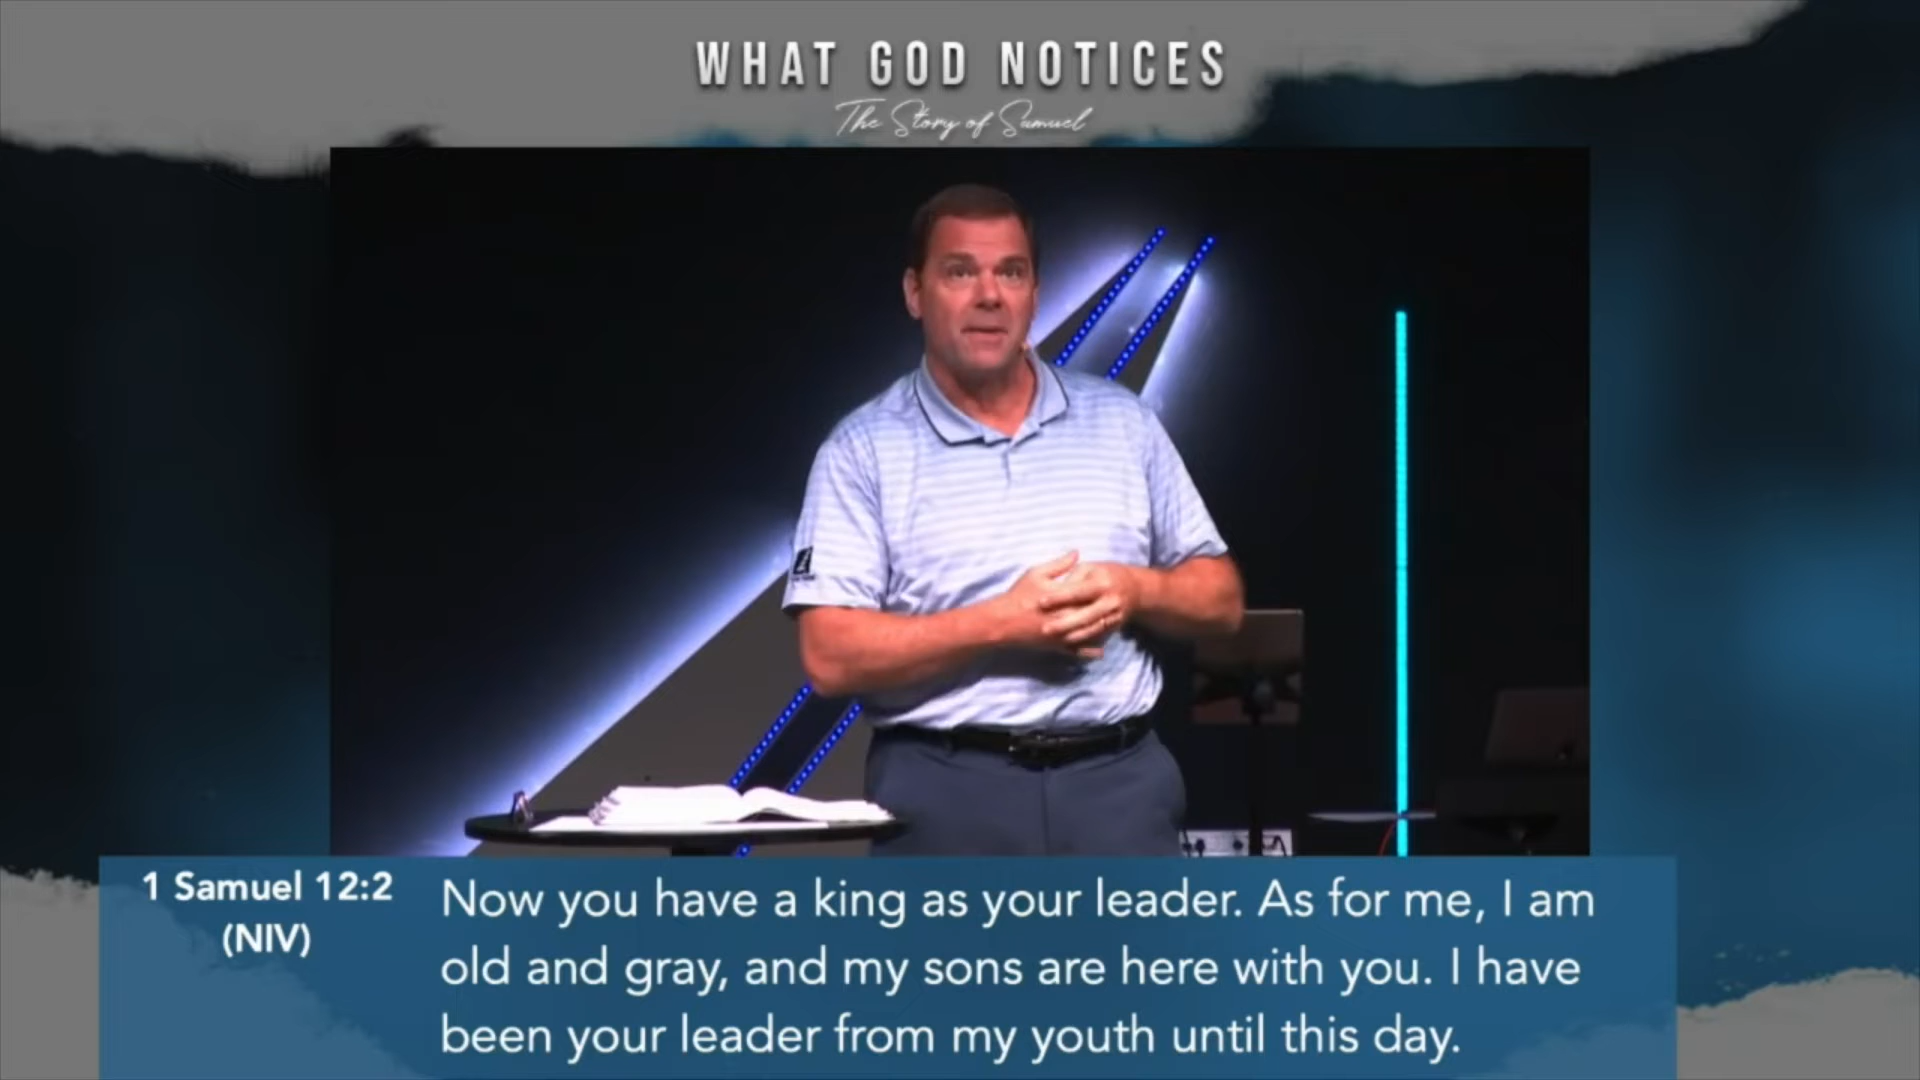 WHAT GOD NOTICES
The Story of Samuel
1 Samuel 12:2
(NIV)
Now you have a king as your leader. As for me, I am
old and gray, and my sons are here with you. I have
been your leader from my youth until this day.